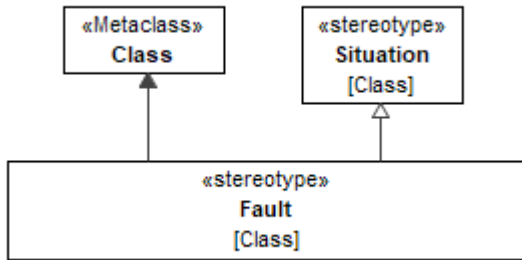 «Metaclass»
Class
«stereotype»
Situation
[Class]
«stereotype»
Fault
[Class]